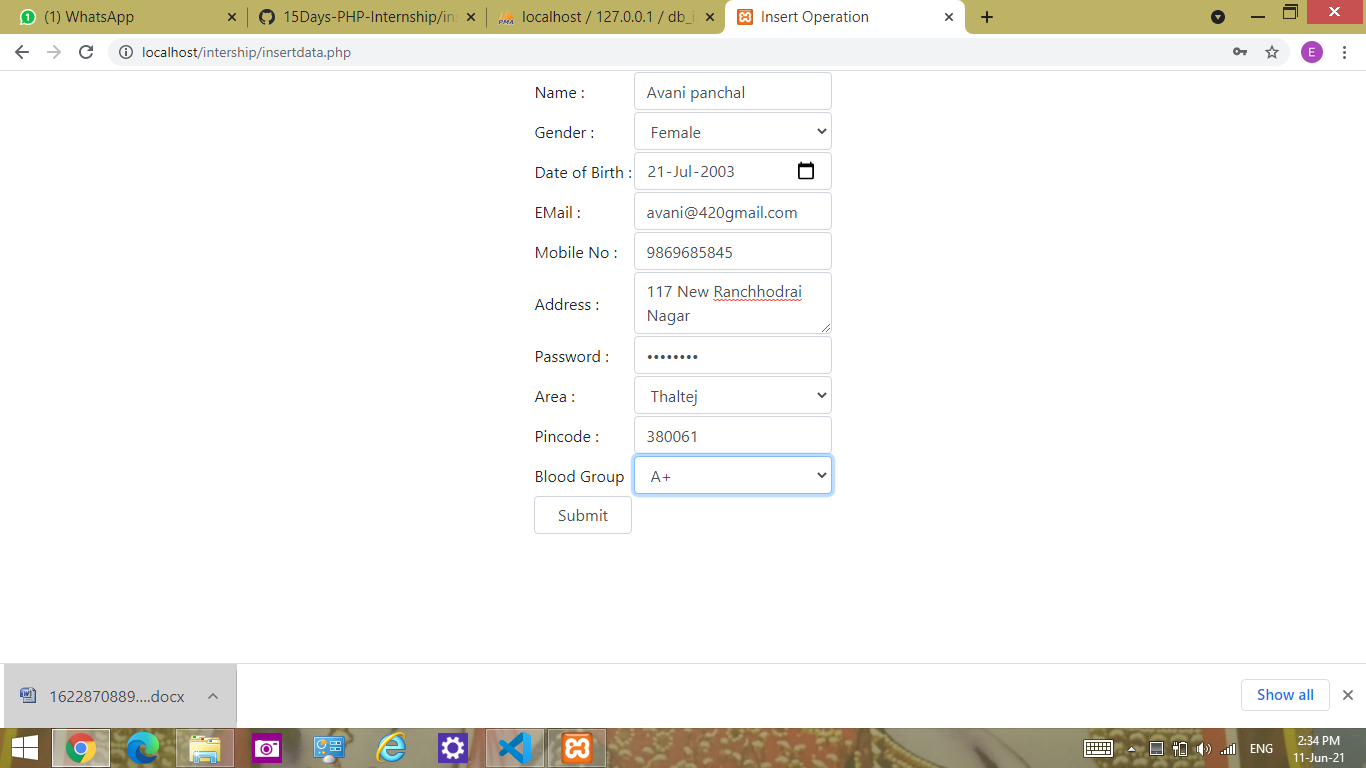 (1) WhatsApp
15Days-PHP-Internship/in
localhost / 127.0.0.1 / db_i
Insert Operation
localhost/intership/insertdata.php
E
Name : Avani panchal
Gender : Female
Date of Birth : 21-Jul-2003
EMail : avani@420gmail.com
Mobile No : 9869685845
Address : 117 New Ranchhodrai
Nagar
Password : ••••••••
Area : Thaltej
Pincode : 380061
Blood Group A+
Submit
1622870889....docx
Show all
ENG
2:34 PM
11-Jun-21